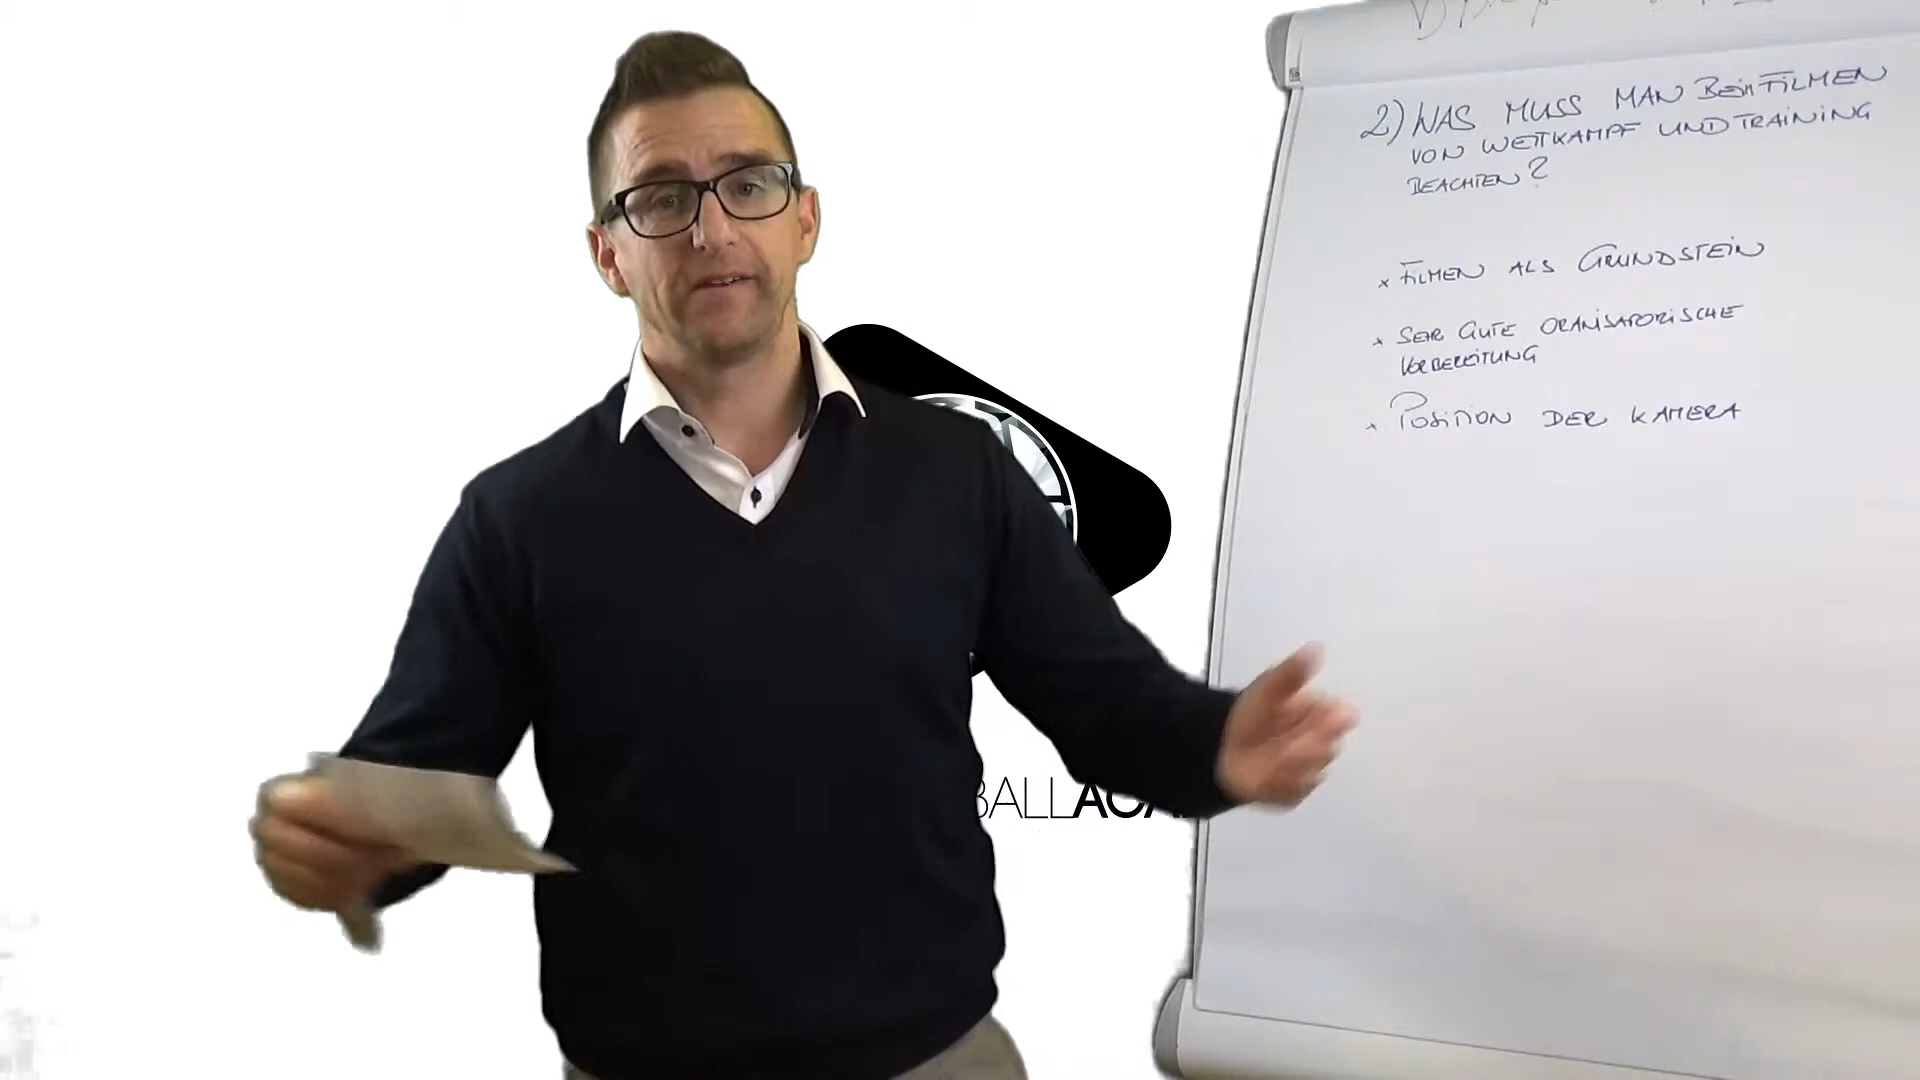 2) WAS MUSS MAN BEIM FILMEN
VON WETTKAMPF UND TRAINING
BEACHTEN?
x FILMEN ALS GRUNDSTEIN
x SEHR GUTE ORANISATORISCHE
VORBEREITUNG
x POSITION DER KAMERA
BALLACA